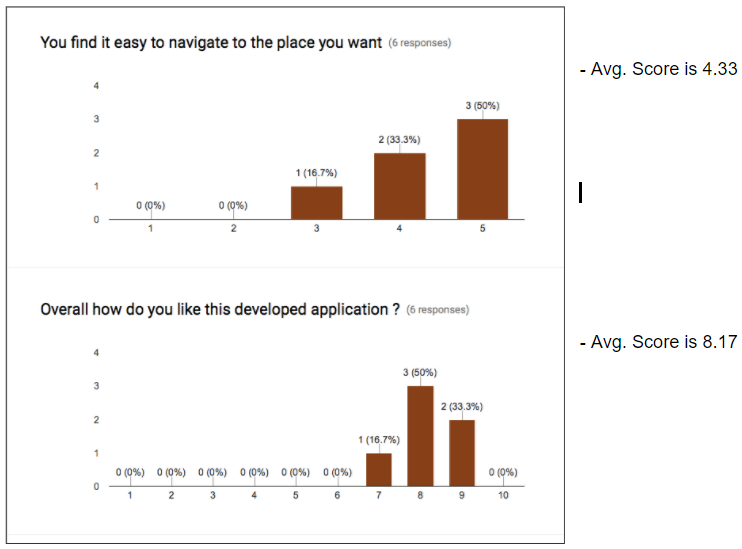 You find it easy to navigate to the place you want (6 responses)
- Avg. Score is 4.33
4
3
2
1
0
0 (0%) 0 (0%) 1 (16.7%) 2 (33.3%) 3 (50%)
1 2 3 4 5
Overall how do you like this developed application ? (6 responses)
- Avg. Score is 8.17
4
3
2
1
0
0 (0%) 0 (0%) 0 (0%) 0 (0%) 0 (0%) 0 (0%) 1 (16.7%) 3 (50%) 2 (33.3%) 0 (0%)
1 2 3 4 5 6 7 8 9 10